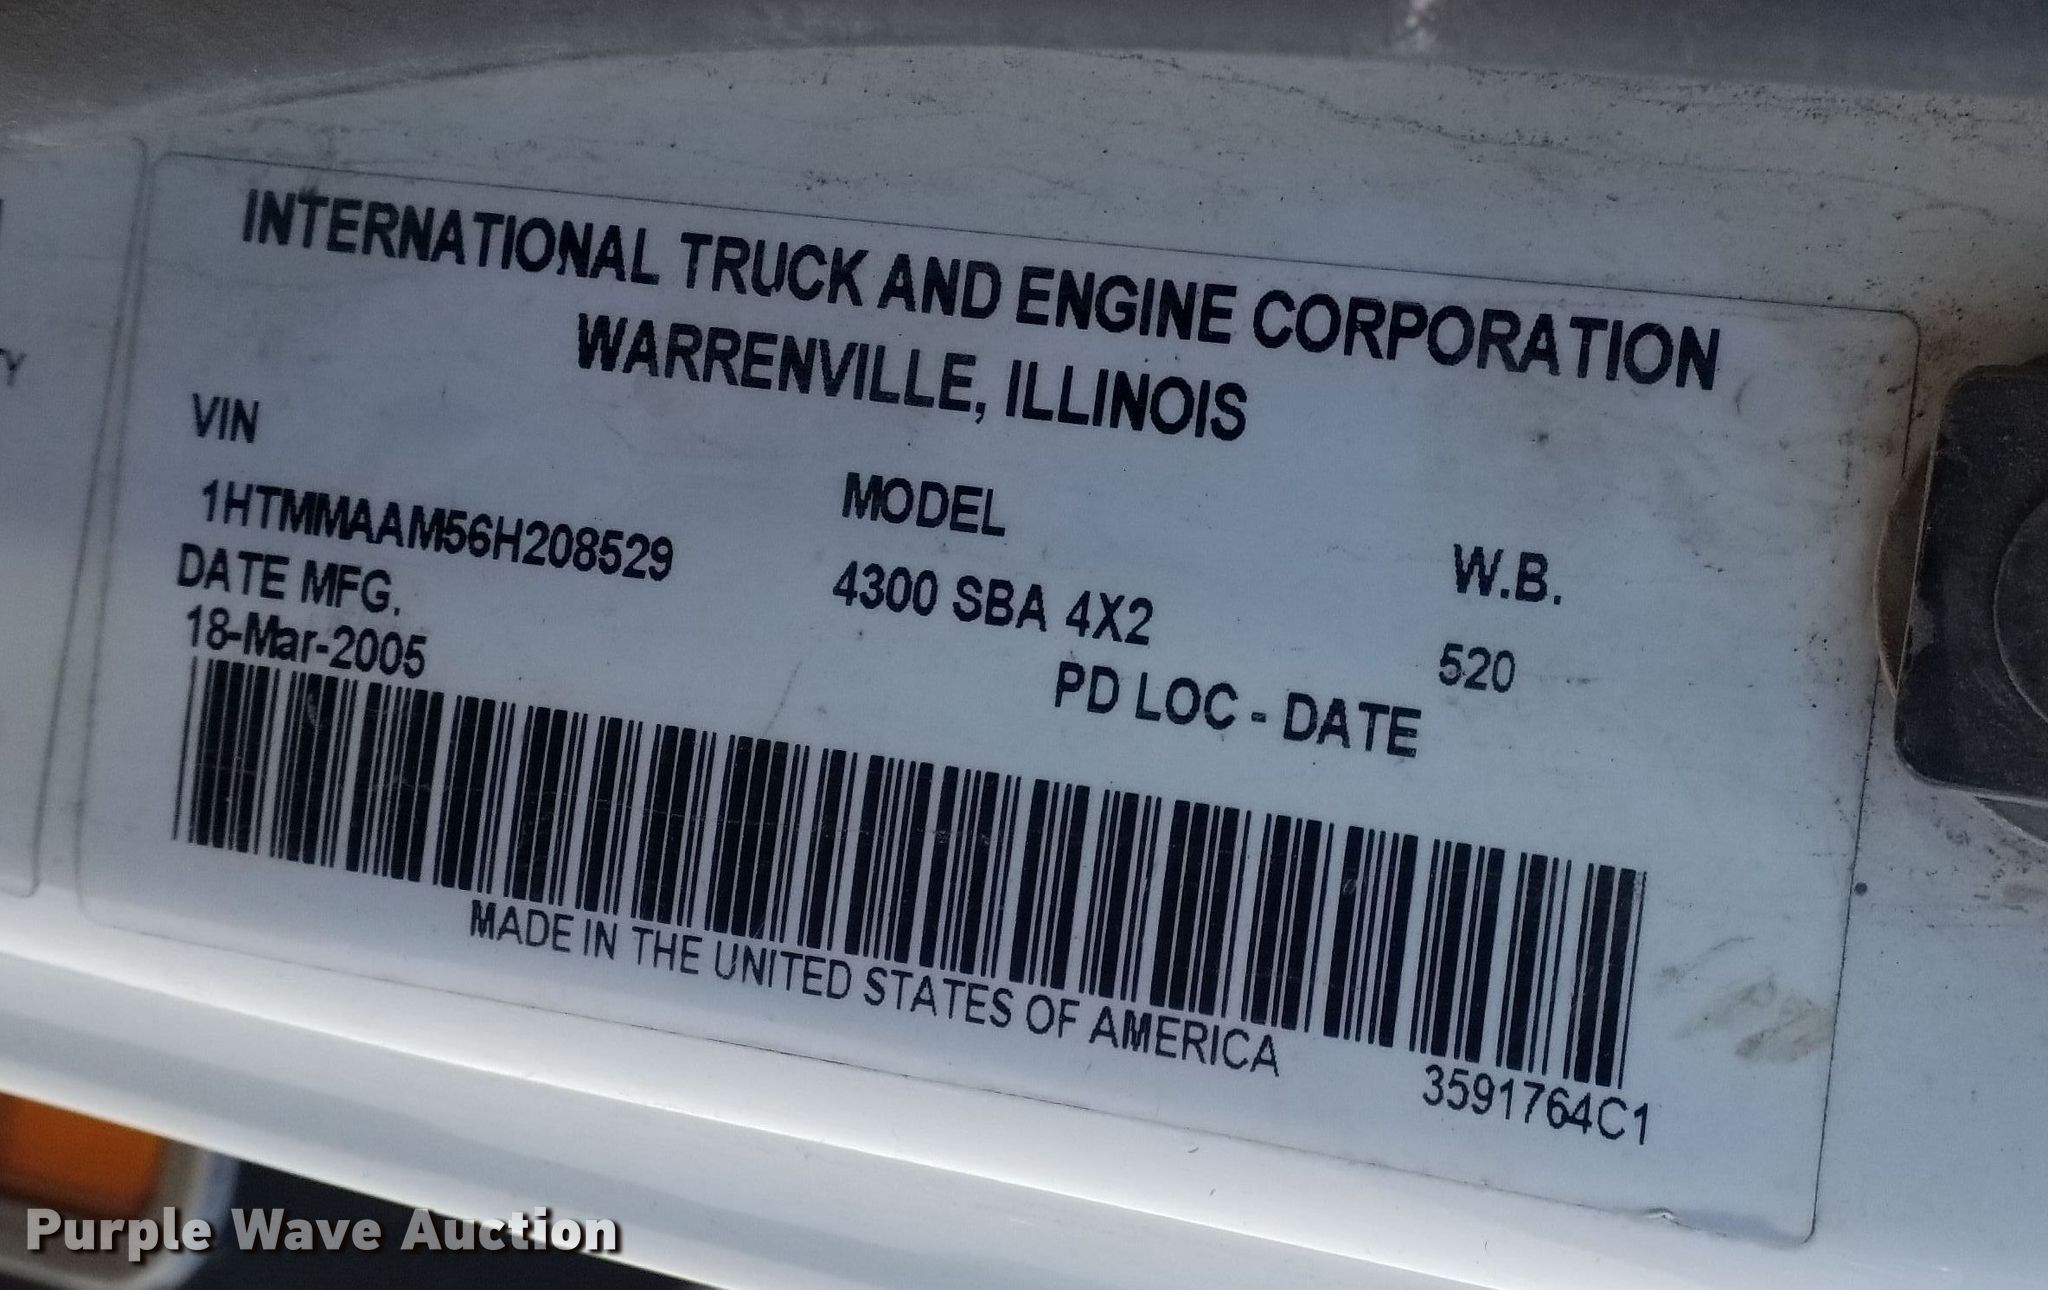 INTERNATIONAL TRUCK AND ENGINE CORPORATION
WARRENVILLE, ILLINOIS
VIN
MODEL
W.B.
1HTMMAAM56H208529
4300 SBA 4X2
520
DATE MFG.
18-Mar-2005
PD LOC - DATE
MADE IN THE UNITED STATES OF AMERICA
3591764C1
Purple Wave Auction